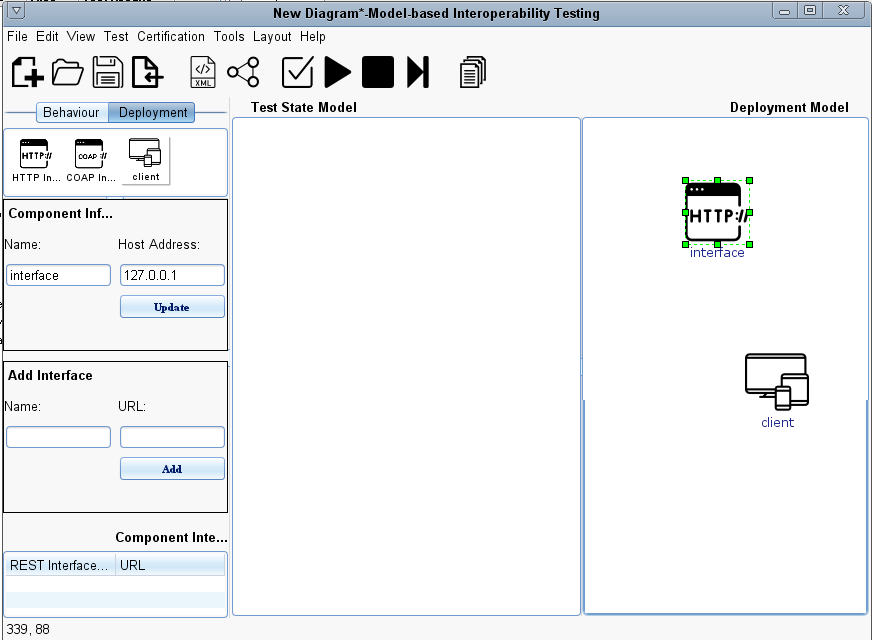 New Diagram*-Model-based Interoperability Testing
File Edit View Test Certification Tools Layout Help
</> XML
Behaviour Deployment
Test State Model
Deployment Model
HTTP://
COAP://
HTTP In... COAP In... client
Component Inf...
Name: Host Address:
interface 127.0.0.1
Update
HTTP://
interface
Add Interface
Name: URL:
Add
client
Component Inte...
REST Interface... URL
339, 88